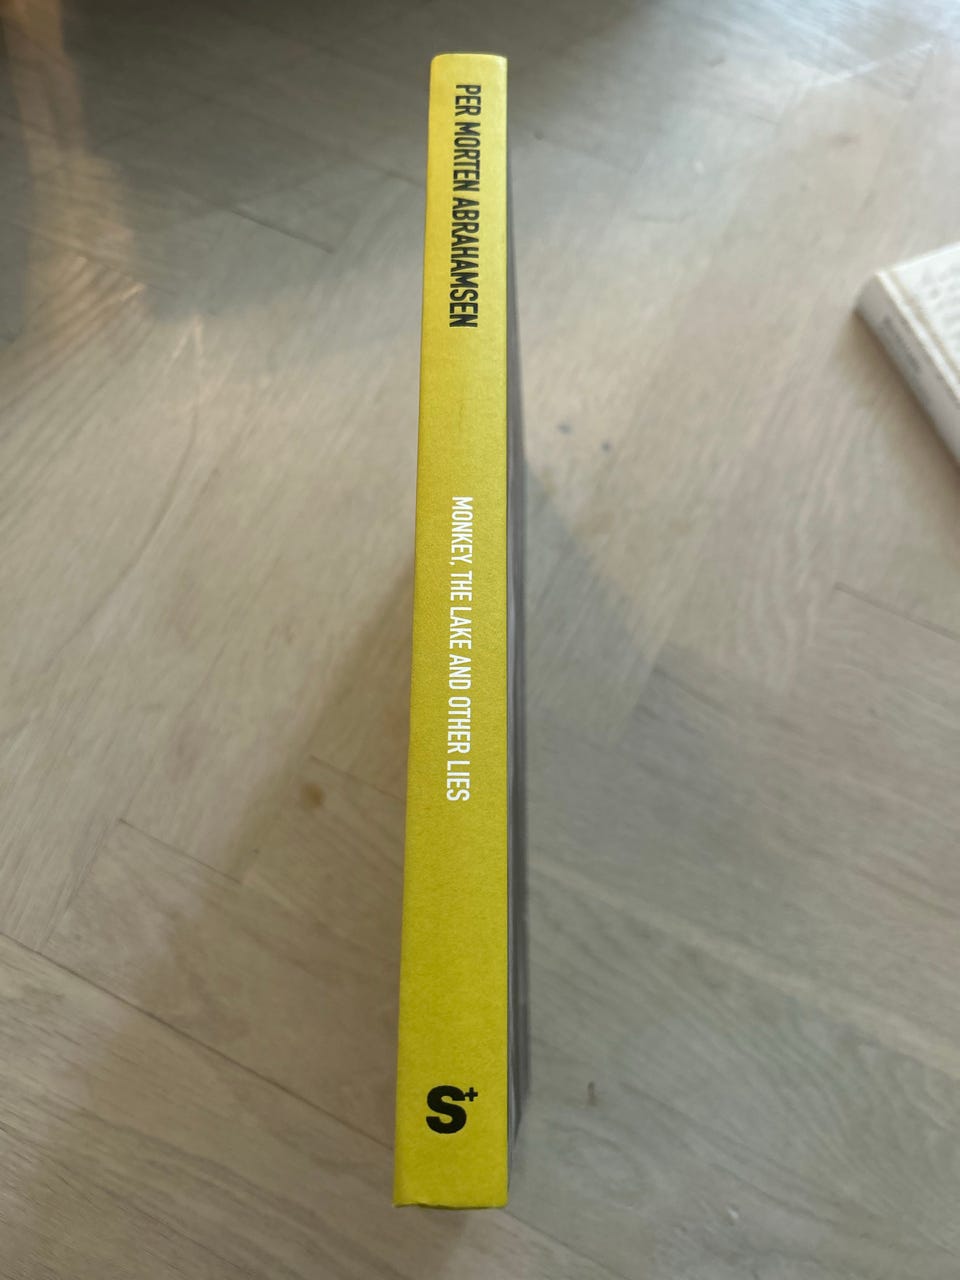 PER MORTEN ABRAHAMSEN
MONKEY, THE LAKE AND OTHER LIES
S+